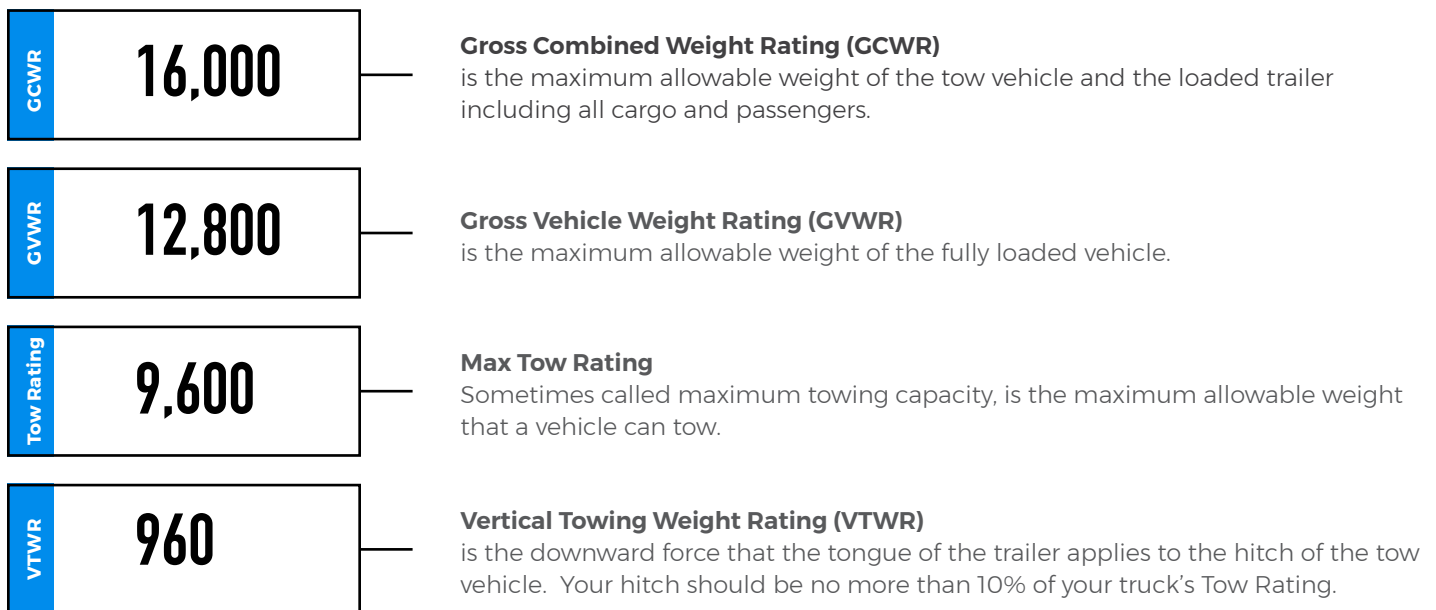 GCWR
16,000
Gross Combined Weight Rating (GCWR)
is the maximum allowable weight of the tow vehicle and the loaded trailer
including all cargo and passengers.
GVWR
12,800
Gross Vehicle Weight Rating (GVWR)
is the maximum allowable weight of the fully loaded vehicle.
Tow Rating
9,600
Max Tow Rating
Sometimes called maximum towing capacity, is the maximum allowable weight
that a vehicle can tow.
VTWR
960
Vertical Towing Weight Rating (VTWR)
is the downward force that the tongue of the trailer applies to the hitch of the tow
vehicle.  Your hitch should be no more than 10% of your truck’s Tow Rating.